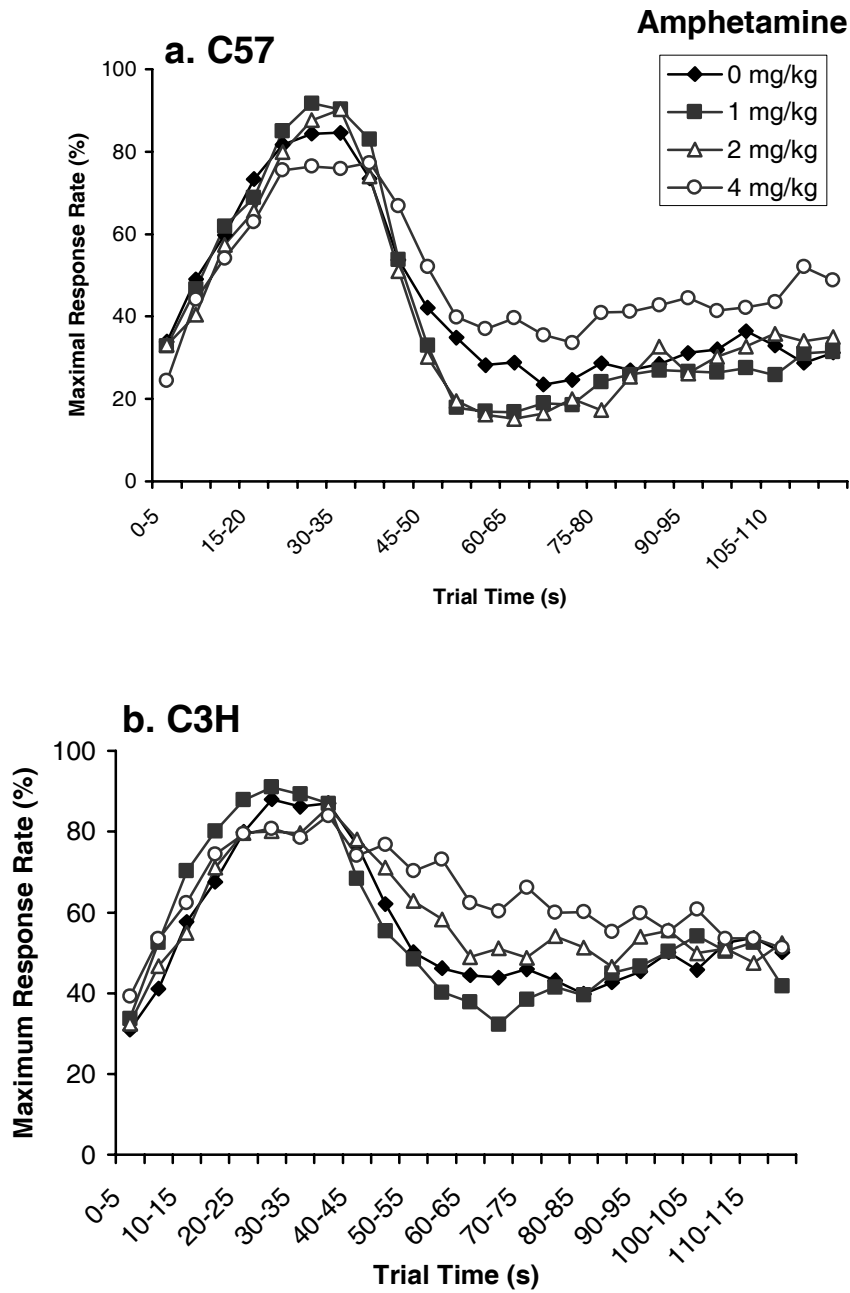 Amphetamine
a. C57
0 mg/kg
1 mg/kg
2 mg/kg
4 mg/kg
Maximal Response Rate (%)
100
80
60
40
20
0
0-5
15-20
30-35
45-50
60-65
75-80
90-95
105-110
Trial Time (s)
b. C3H
Maximum Response Rate (%)
100
80
60
40
20
0
0-5
10-15
20-25
30-35
40-45
50-55
60-65
70-75
80-85
90-95
100-105
110-115
Trial Time (s)